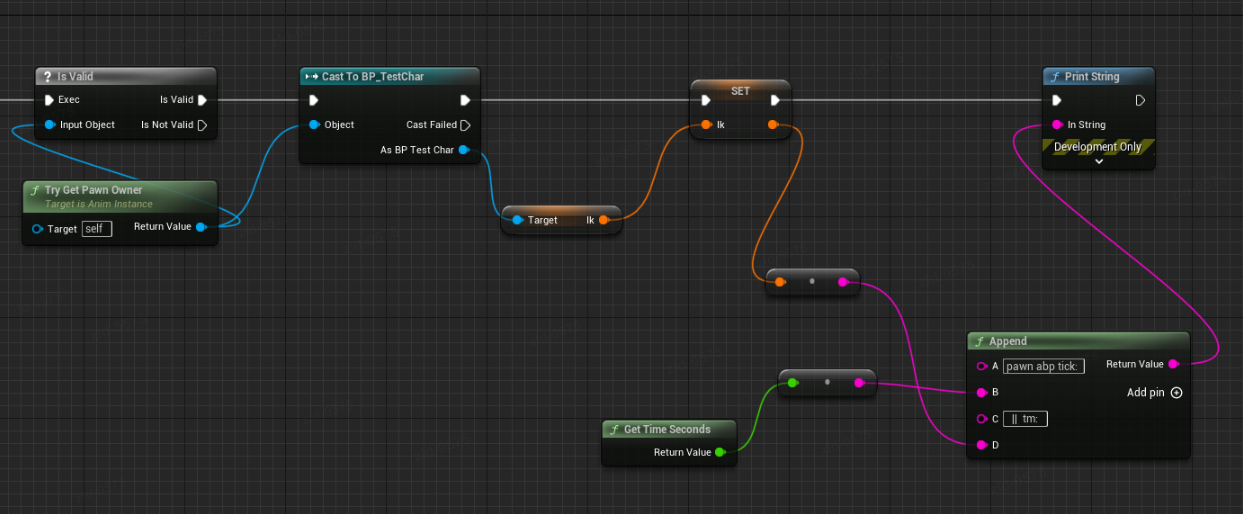 ? Is Valid
Exec Is Valid
Input Object Is Not Valid
Cast To BP_TestChar
Object Cast Failed
As BP Test Char
SET
Ik
f Print String
In String
Development Only
f Try Get Pawn Owner
Target is Anim Instance
Target self Return Value
Target Ik
f Append
A pawn abp tick: Return Value
B Add pin
C || tm:
D
f Get Time Seconds
Return Value